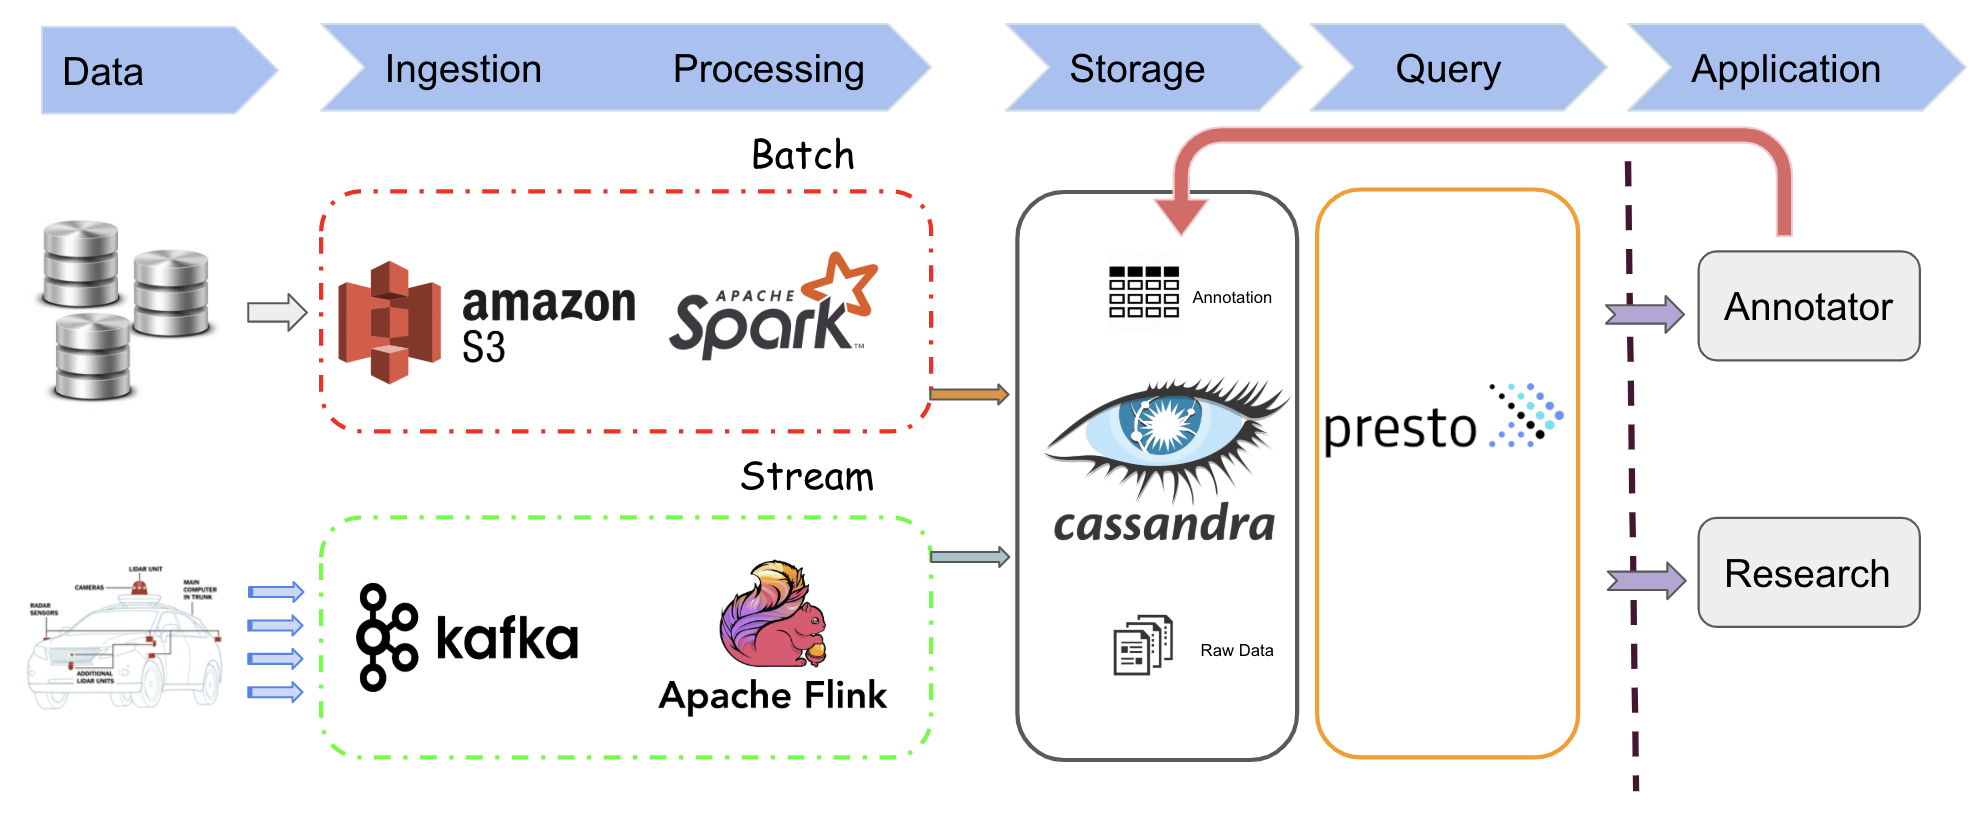 Data
Ingestion
Processing
Storage
Query
Application
Batch
amazon
S3
APACHE
Spark
TM
Annotation
cassandra
presto
Annotator
Stream
LIDAR UNIT
CAMERAS
MAIN
COMPUTER
IN TRUNK
RADAR
SENSORS
ADDITIONAL
LIDAR UNITS
kafka
Apache Flink
Raw Data
Research